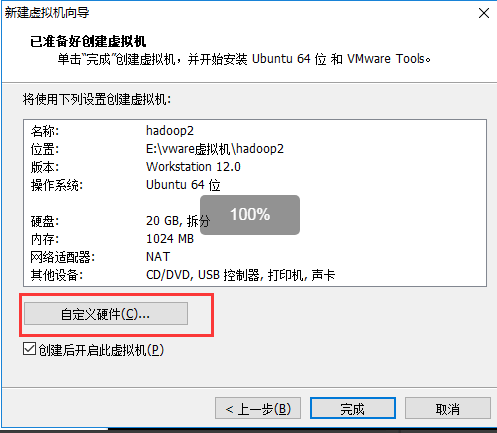 新建虚拟机向导
已准备好创建虚拟机
单击“完成”创建虚拟机，并开始安装 Ubuntu 64 位 和 VMware Tools。
将使用下列设置创建虚拟机：
名称： hadoop2
位置： E:\vware虚拟机\hadoop2
版本： Workstation 12.0
操作系统： Ubuntu 64 位
硬盘： 20 GB, 拆分
100%
内存： 1024 MB
网络适配器： NAT
其他设备： CD/DVD, USB 控制器, 打印机, 声卡
自定义硬件(C)...
创建后开启此虚拟机(P)
< 上一步(B) 完成 取消